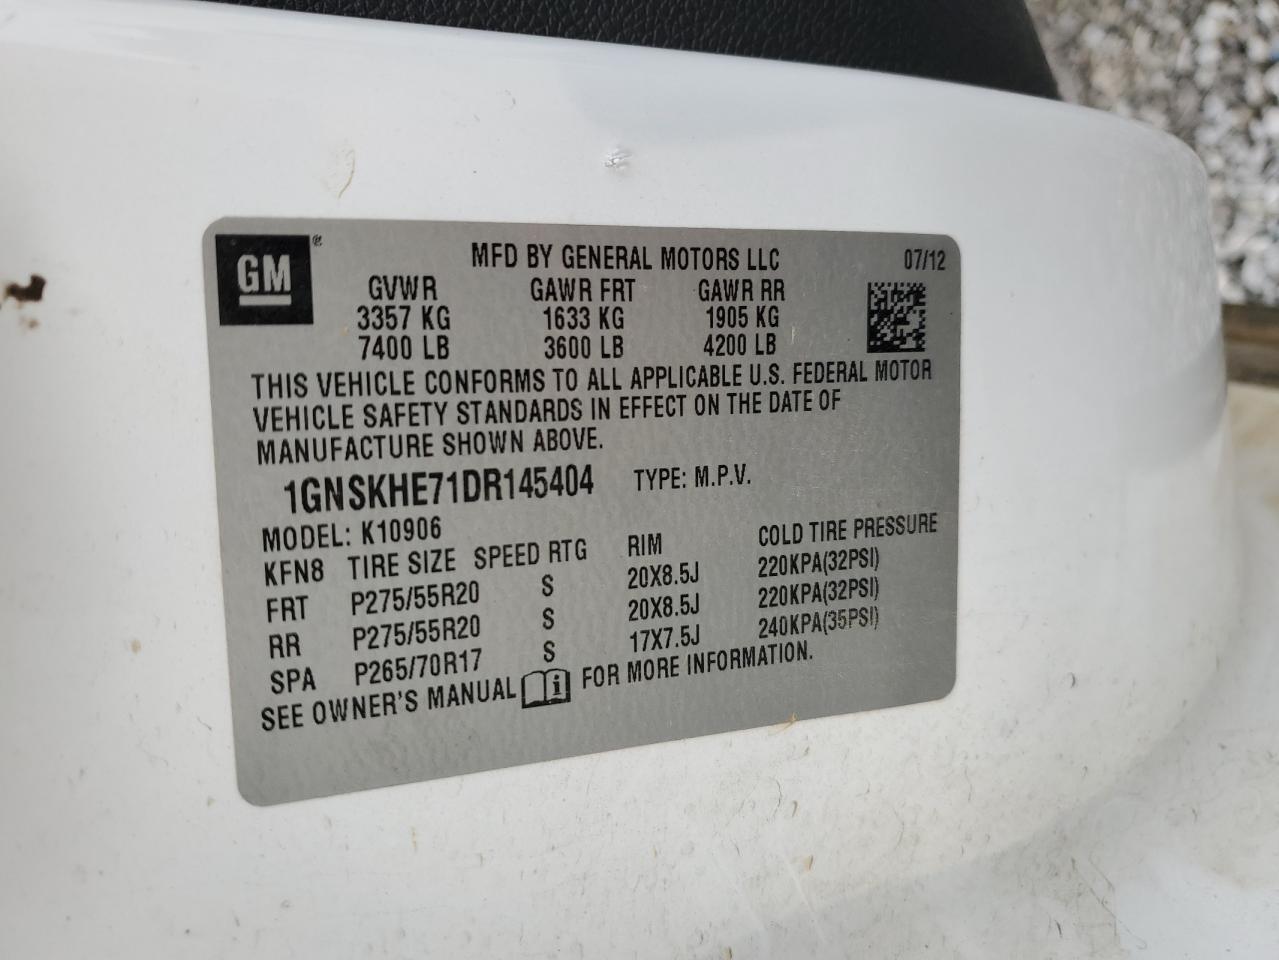 GM ®
MFD BY GENERAL MOTORS LLC 07/12
GVWR GAWR FRT GAWR RR
3357 KG 1633 KG 1905 KG
7400 LB 3600 LB 4200 LB
THIS VEHICLE CONFORMS TO ALL APPLICABLE U.S. FEDERAL MOTOR
VEHICLE SAFETY STANDARDS IN EFFECT ON THE DATE OF
MANUFACTURE SHOWN ABOVE.
1GNSKHE71DR145404 TYPE: M.P.V.
MODEL: K10906
KFN8 TIRE SIZE SPEED RTG RIM COLD TIRE PRESSURE
FRT P275/55R20 S 20X8.5J 220KPA(32PSI)
RR P275/55R20 S 20X8.5J 220KPA(32PSI)
SPA P265/70R17 S 17X7.5J 240KPA(35PSI)
SEE OWNER'S MANUAL i FOR MORE INFORMATION.